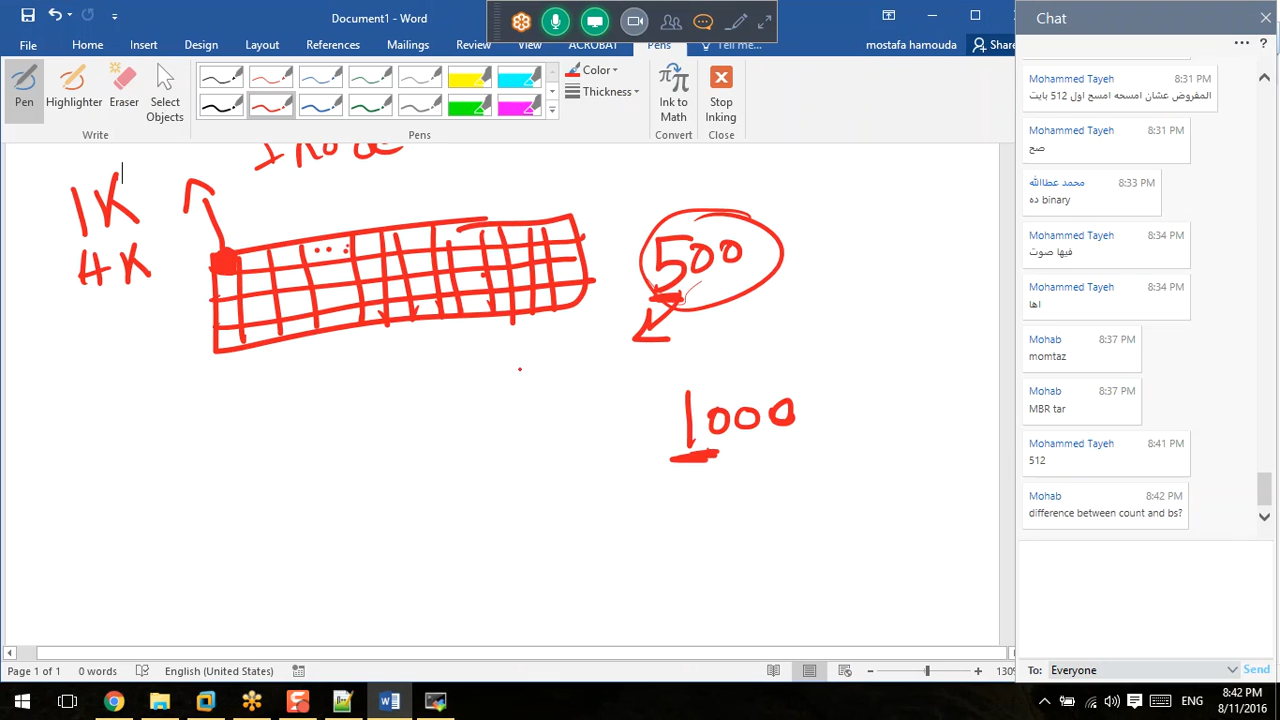 Document1 - Word
File
Home
Insert
Design
Layout
References
Mailings
Review
View
ACROBAT
Pens
Tell me...
mostafa hamouda
Share
Pen
Highlighter
Eraser
Select Objects
Color
Thickness
Ink to Math
Stop Inking
Write
Pens
Convert
Close
Inode
1K
4K
500
1000
Chat
Mohammed Tayeh 8:31 PM
المفروض عشان امسحه امسح اول 512 بايت
Mohammed Tayeh 8:31 PM
صح
محمد عطاالله 8:33 PM
ده binary
Mohammed Tayeh 8:34 PM
فيها صوت
Mohammed Tayeh 8:34 PM
اها
Mohab 8:37 PM
momtaz
Mohab 8:37 PM
MBR tar
Mohammed Tayeh 8:41 PM
512
Mohab 8:42 PM
difference between count and bs?
To: Everyone
Send
Page 1 of 1
0 words
English (United States)
130%
ENG
8:42 PM
8/11/2016